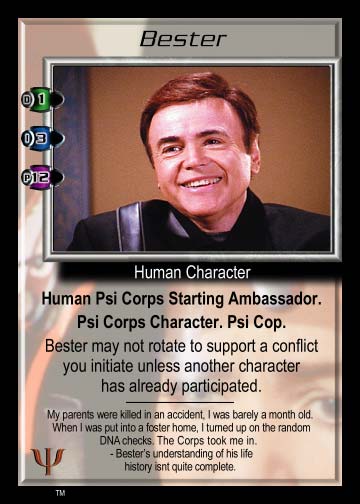 Bester
D 1
I 3
P 12
Human Character
Human Psi Corps Starting Ambassador.
Psi Corps Character. Psi Cop.
Bester may not rotate to support a conflict
you initiate unless another character
has already participated.
My parents were killed in an accident, I was barely a month old.
When I was put into a foster home, I turned up on the random
DNA checks. The Corps took me in.
- Bester's understanding of his life
history isnt quite complete.
Ψ
TM